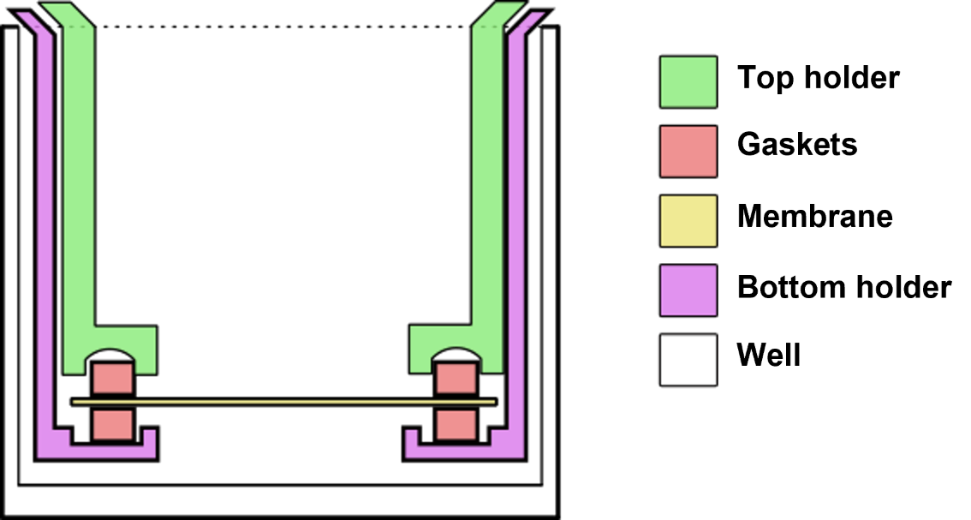 Top holder
Gaskets
Membrane
Bottom holder
Well